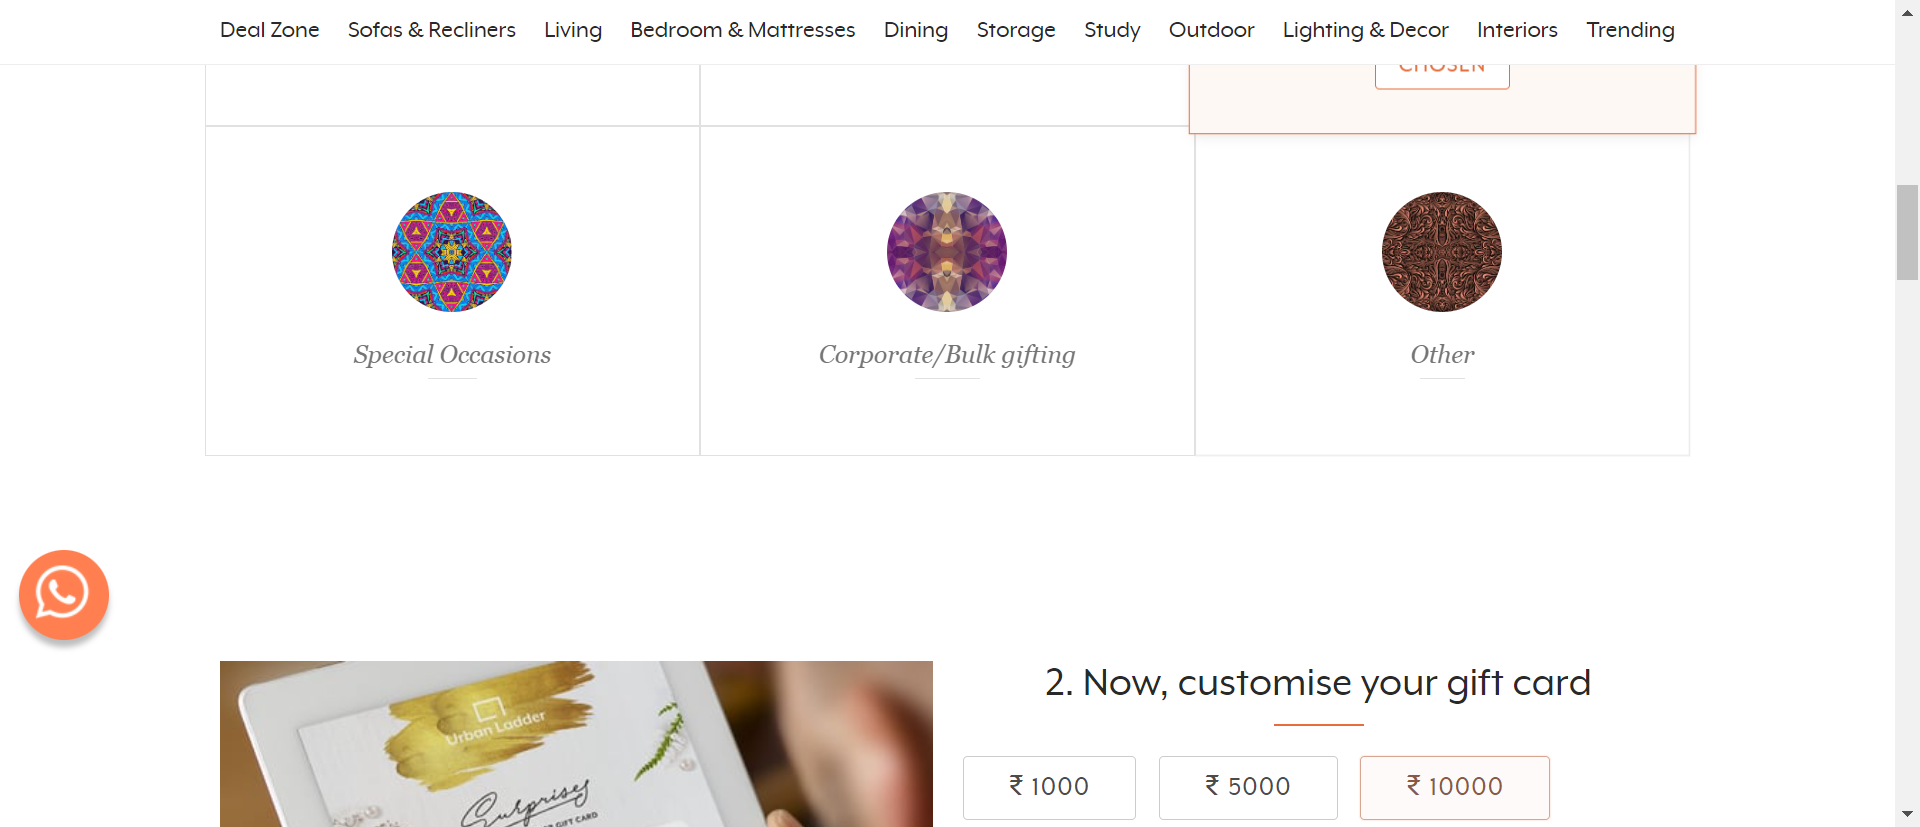 Deal Zone Sofas & Recliners Living Bedroom & Mattresses Dining Storage Study Outdoor Lighting & Decor Interiors Trending
CHOSEN
Special Occasions Corporate/Bulk gifting Other
2. Now, customise your gift card
Urban Ladder
₹ 1000 ₹ 5000 ₹ 10000
Surprises
GIFT CARD